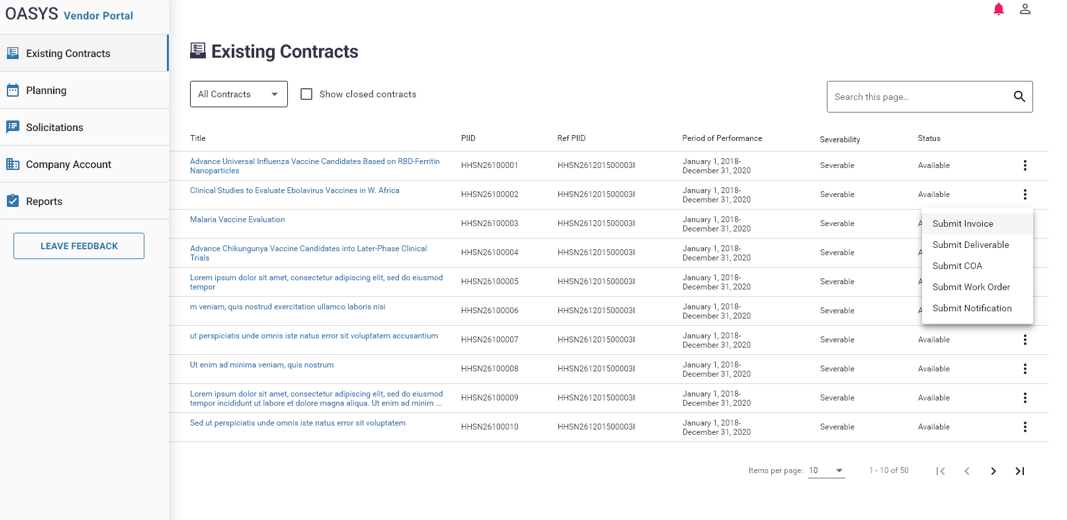 OASYS Vendor Portal
Existing Contracts
Planning
Solicitations
Company Account
Reports
LEAVE FEEDBACK
Existing Contracts
All Contracts
Show closed contracts
Search this page...
Title PIID Ref PIID Period of Performance Severability Status
Advance Universal Influenza Vaccine Candidates Based on RBD-Ferritin
Nanoparticles
HHSN26100001 HHSN261201500003I
January 1, 2018-
December 31, 2020
Severable Available
Clinical Studies to Evaluate Ebolavirus Vaccines in W. Africa
HHSN26100002 HHSN261201500003I
January 1, 2018-
December 31, 2020
Severable Available
Malaria Vaccine Evaluation
HHSN26100003 HHSN261201500003I
January 1, 2018-
December 31, 2020
Severable
Advance Chikungunya Vaccine Candidates into Later-Phase Clinical
Trials
HHSN26100004 HHSN261201500003I
January 1, 2018-
December 31, 2020
Severable
Lorem ipsum dolor sit amet, consectetur adipiscing elit, sed do eiusmod
tempor
HHSN26100005 HHSN261201500003I
January 1, 2018-
December 31, 2020
Severable
m veniam, quis nostrud exercitation ullamco laboris nisi
HHSN26100006 HHSN261201500003I
January 1, 2018-
December 31, 2020
Severable
ut perspiciatis unde omnis iste natus error sit voluptatem accusantium
HHSN26100007 HHSN261201500003I
January 1, 2018-
December 31, 2020
Severable Available
Ut enim ad minima veniam, quis nostrum
HHSN26100008 HHSN261201500003I
January 1, 2018-
December 31, 2020
Severable Available
Lorem ipsum dolor sit amet, consectetur adipiscing elit, sed do eiusmod
tempor incididunt ut labore et dolore magna aliqua. Ut enim ad minim ...
HHSN26100009 HHSN261201500003I
January 1, 2018-
December 31, 2020
Severable Available
Sed ut perspiciatis unde omnis iste natus error sit voluptatem
HHSN26100010 HHSN261201500003I
January 1, 2018-
December 31, 2020
Severable Available
Submit Invoice
Submit Deliverable
Submit COA
Submit Work Order
Submit Notification
Items per page: 10 1 - 10 of 50